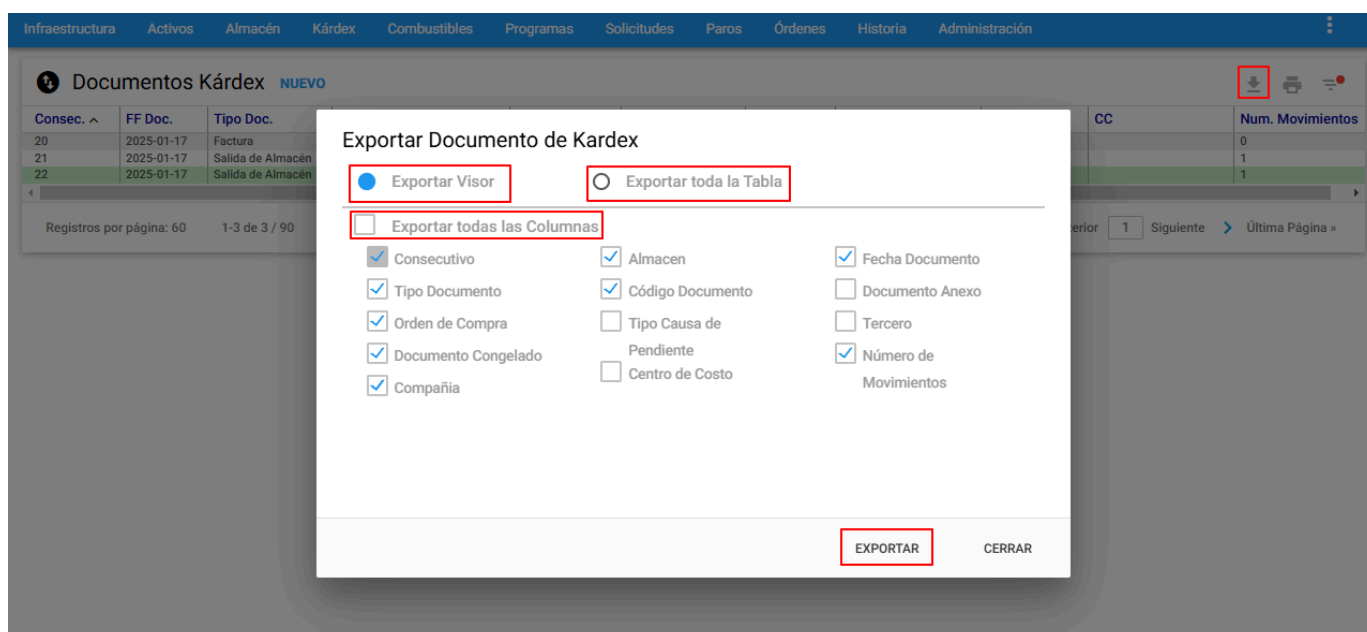 Infraestructura Activos Almacén Kárdex Combustibles Programas Solicitudes Paros Órdenes Historia Administración
Documentos Kárdex NUEVO
Consec. FF Doc. Tipo Doc. CC Num. Movimientos
20 2025-01-17 Factura 0
21 2025-01-17 Salida de Almacén 1
22 2025-01-17 Salida de Almacén 1
Registros por página: 60 1-3 de 3 / 90 erior 1 Siguiente Última Página »
Exportar Documento de Kardex
Exportar Visor Exportar toda la Tabla
Exportar todas las Columnas
Consecutivo Almacen Fecha Documento
Tipo Documento Código Documento Documento Anexo
Orden de Compra Tipo Causa de Tercero
Documento Congelado Pendiente Número de
Compañia Centro de Costo Movimientos
EXPORTAR CERRAR